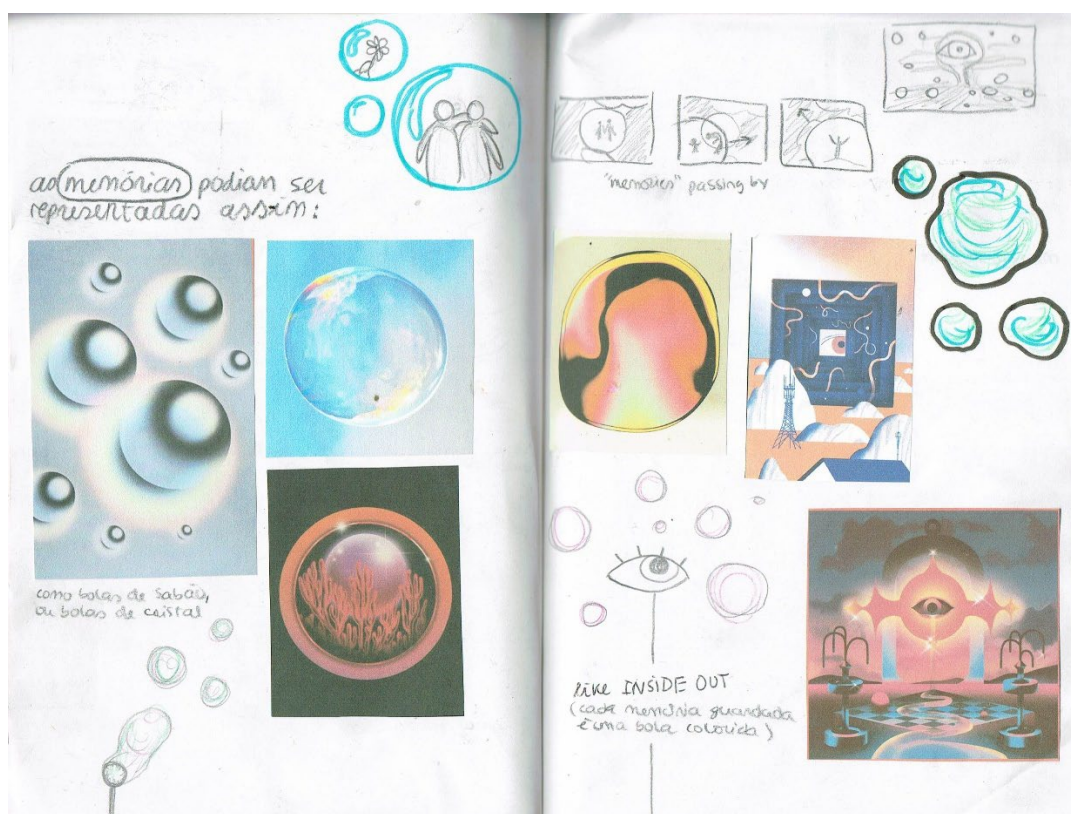 as memórias podian ser
representadas assim:
como bolas de sabão,
ou bolas de cristal
"memories" passing by
like INSIDE OUT
(cada memória guardada
é uma bola colorida)